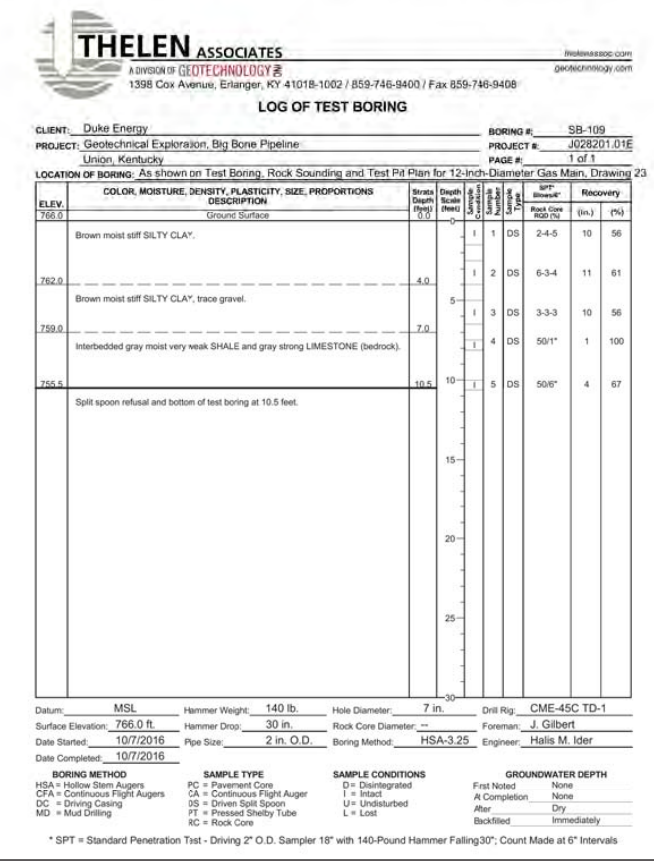 THELEN ASSOCIATES
thelenassoc.com
A DIVISION OF GEOTECHNOLOGY INC
geotechnology.com
1398 Cox Avenue, Erlanger, KY 41018-1002 / 859-746-9400 / Fax 859-746-9408
LOG OF TEST BORING
CLIENT: Duke Energy BORING #: SB-109
PROJECT: Geotechnical Exploration, Big Bone Pipeline PROJECT #: J028201.01E
Union, Kentucky PAGE #: 1 of 1
LOCATION OF BORING: As shown on Test Boring, Rock Sounding and Test Pit Plan for 12-Inch-Diameter Gas Main, Drawing 23
ELEV. COLOR, MOISTURE, DENSITY, PLASTICITY, SIZE, PROPORTIONS DESCRIPTION Strata Depth (feet) Depth Scale (feet) Sample Condition Sample Number Sample Type SPT* Blows/6" Rock Core RQD (%) Recovery (in.) (%)
766.0 Ground Surface 0.0 0
Brown moist stiff SILTY CLAY. I 1 DS 2-4-5 10 56
I 2 DS 6-3-4 11 61
762.0 4.0
Brown moist stiff SILTY CLAY, trace gravel. 5
I 3 DS 3-3-3 10 56
759.0 7.0
Interbedded gray moist very weak SHALE and gray strong LIMESTONE (bedrock). I 4 DS 50/1" 1 100
755.5 10.5 10 I 5 DS 50/6" 4 67
Split spoon refusal and bottom of test boring at 10.5 feet.
15
20
25
30
Datum: MSL Hammer Weight: 140 lb. Hole Diameter: 7 in. Drill Rig: CME-45C TD-1
Surface Elevation: 766.0 ft. Hammer Drop: 30 in. Rock Core Diameter: -- Foreman: J. Gilbert
Date Started: 10/7/2016 Pipe Size: 2 in. O.D. Boring Method: HSA-3.25 Engineer: Halis M. Ider
Date Completed: 10/7/2016
BORING METHOD SAMPLE TYPE SAMPLE CONDITIONS GROUNDWATER DEPTH
HSA = Hollow Stem Augers PC = Pavement Core D = Disintegrated First Noted None
CFA = Continuous Flight Augers CA = Continuous Flight Auger I = Intact At Completion None
DC = Driving Casing DS = Driven Split Spoon U = Undisturbed After Dry
MD = Mud Drilling PT = Pressed Shelby Tube L = Lost Backfilled Immediately
RC = Rock Core
* SPT = Standard Penetration Test - Driving 2" O.D. Sampler 18" with 140-Pound Hammer Falling30"; Count Made at 6" Intervals